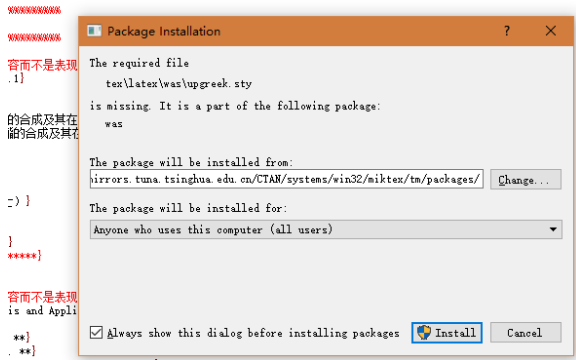 %%%%%%%%%%
%%%%%%%%%%
容而不是表现
.1}
的合成及其在
酯的合成及其在
_) }
}
*****}
容而不是表现
is and Appli
**}
. **}
Package Installation
The required file
tex\latex\was\upgreek.sty
is missing. It is a part of the following package:
was
The package will be installed from:
mirrors.tuna.tsinghua.edu.cn/CTAN/systems/win32/miktex/tm/packages/
Change...
The package will be installed for:
Anyone who uses this computer (all users)
Always show this dialog before installing packages
Install
Cancel